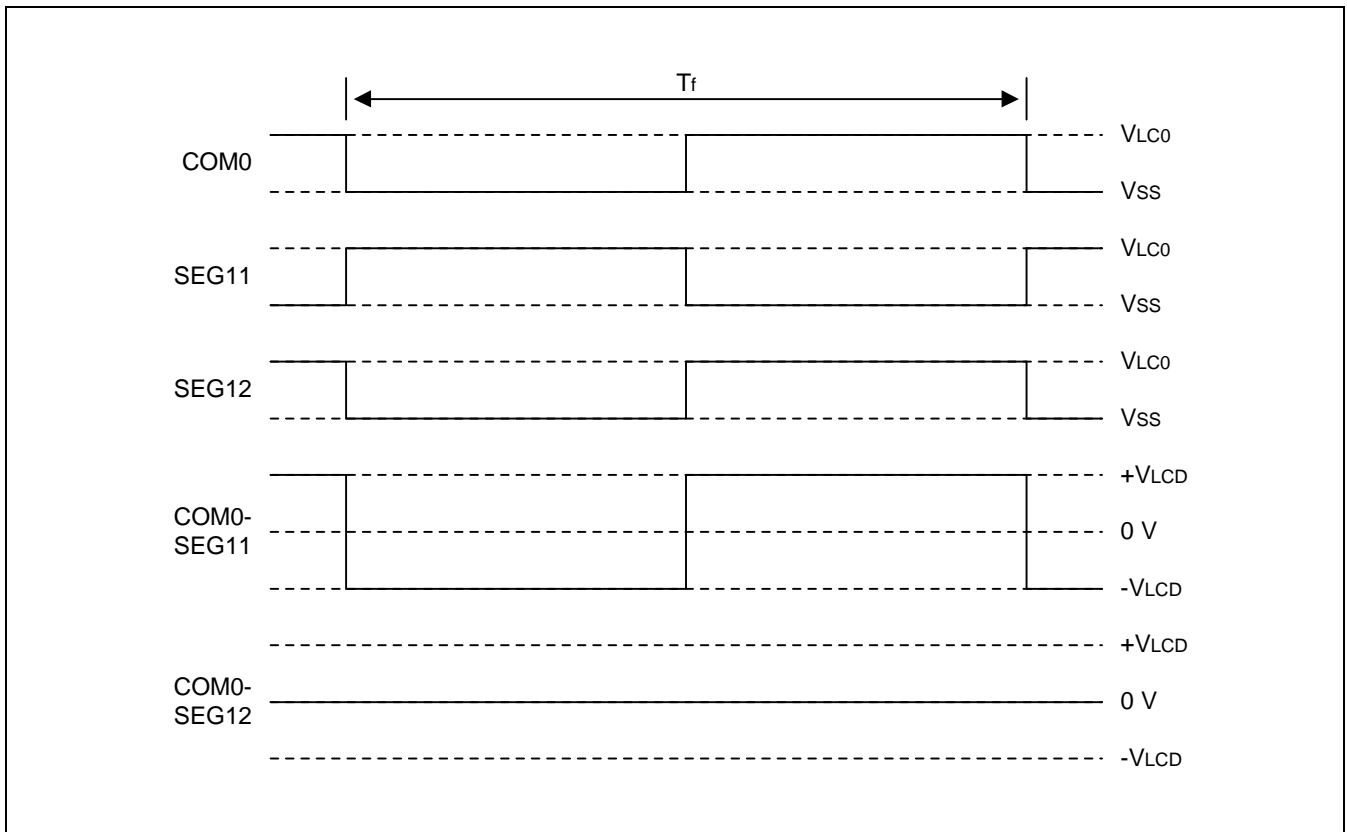 Tf
COM0
VLC0
VSS
SEG11
VLC0
VSS
SEG12
VLC0
VSS
COM0-
SEG11
+VLCD
0 V
-VLCD
COM0-
SEG12
+VLCD
0 V
-VLCD